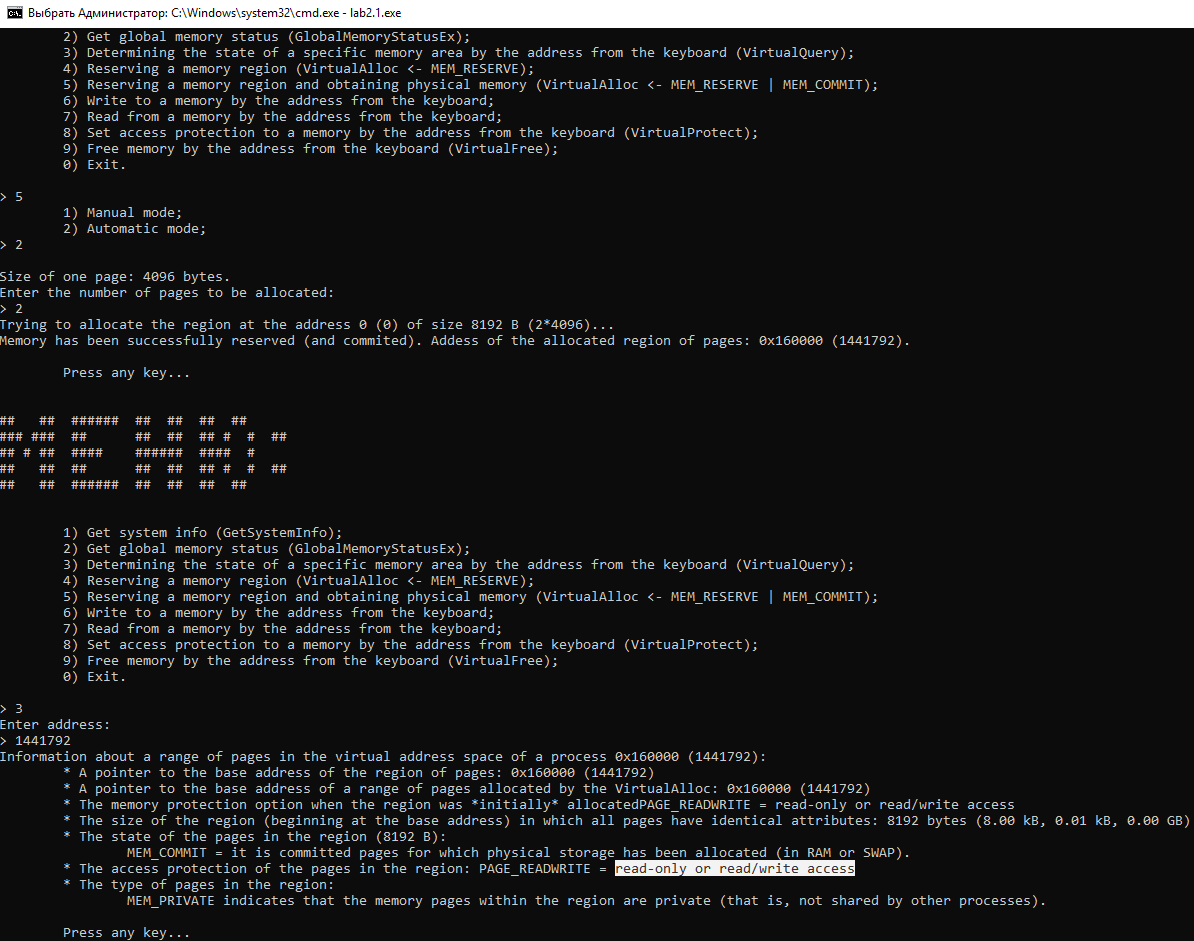 Выбрать Администратор: C:\Windows\system32\cmd.exe - lab2.1.exe
2) Get global memory status (GlobalMemoryStatusEx);
3) Determining the state of a specific memory area by the address from the keyboard (VirtualQuery);
4) Reserving a memory region (VirtualAlloc <- MEM_RESERVE);
5) Reserving a memory region and obtaining physical memory (VirtualAlloc <- MEM_RESERVE | MEM_COMMIT);
6) Write to a memory by the address from the keyboard;
7) Read from a memory by the address from the keyboard;
8) Set access protection to a memory by the address from the keyboard (VirtualProtect);
9) Free memory by the address from the keyboard (VirtualFree);
0) Exit.
> 5
1) Manual mode;
2) Automatic mode;
> 2
Size of one page: 4096 bytes.
Enter the number of pages to be allocated:
> 2
Trying to allocate the region at the address 0 (0) of size 8192 B (2*4096)...
Memory has been successfully reserved (and commited). Addess of the allocated region of pages: 0x160000 (1441792).
Press any key...
##   ##  ######  ##  ##  ##  ##
### ###  ##      ##  ##  ## #  #  ##
## # ##  ####    ######  ####  #
##   ##  ##      ##  ##  ## #  #  ##
##   ##  ######  ##  ##  ##  ##
1) Get system info (GetSystemInfo);
2) Get global memory status (GlobalMemoryStatusEx);
3) Determining the state of a specific memory area by the address from the keyboard (VirtualQuery);
4) Reserving a memory region (VirtualAlloc <- MEM_RESERVE);
5) Reserving a memory region and obtaining physical memory (VirtualAlloc <- MEM_RESERVE | MEM_COMMIT);
6) Write to a memory by the address from the keyboard;
7) Read from a memory by the address from the keyboard;
8) Set access protection to a memory by the address from the keyboard (VirtualProtect);
9) Free memory by the address from the keyboard (VirtualFree);
0) Exit.
> 3
Enter address:
> 1441792
Information about a range of pages in the virtual address space of a process 0x160000 (1441792):
* A pointer to the base address of the region of pages: 0x160000 (1441792)
* A pointer to the base address of a range of pages allocated by the VirtualAlloc: 0x160000 (1441792)
* The memory protection option when the region was *initially* allocatedPAGE_READWRITE = read-only or read/write access
* The size of the region (beginning at the base address) in which all pages have identical attributes: 8192 bytes (8.00 kB, 0.01 kB, 0.00 GB)
* The state of the pages in the region (8192 B):
MEM_COMMIT = it is committed pages for which physical storage has been allocated (in RAM or SWAP).
* The access protection of the pages in the region: PAGE_READWRITE = read-only or read/write access
* The type of pages in the region:
MEM_PRIVATE indicates that the memory pages within the region are private (that is, not shared by other processes).
Press any key...